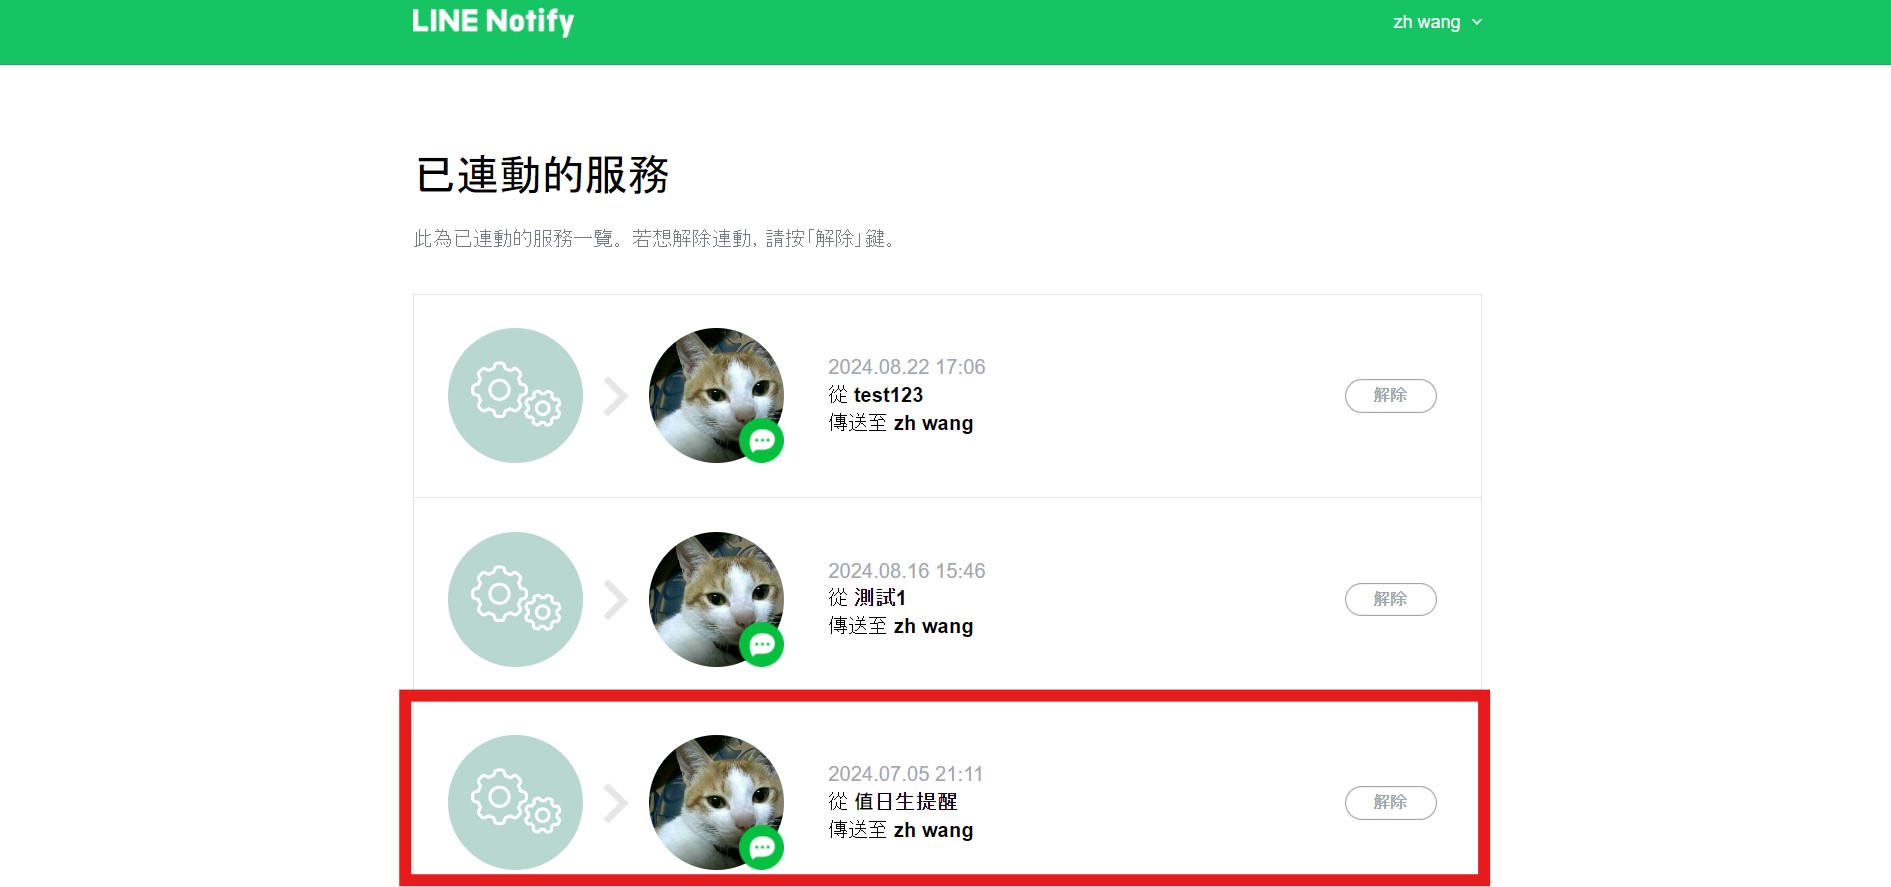 LINE Notify
zh wang
已連動的服務
此為已連動的服務一覽。若想解除連動, 請按「解除」鍵。
2024.08.22 17:06
從 test123
傳送至 zh wang
解除
2024.08.16 15:46
從 測試1
傳送至 zh wang
解除
2024.07.05 21:11
從 值日生提醒
傳送至 zh wang
解除